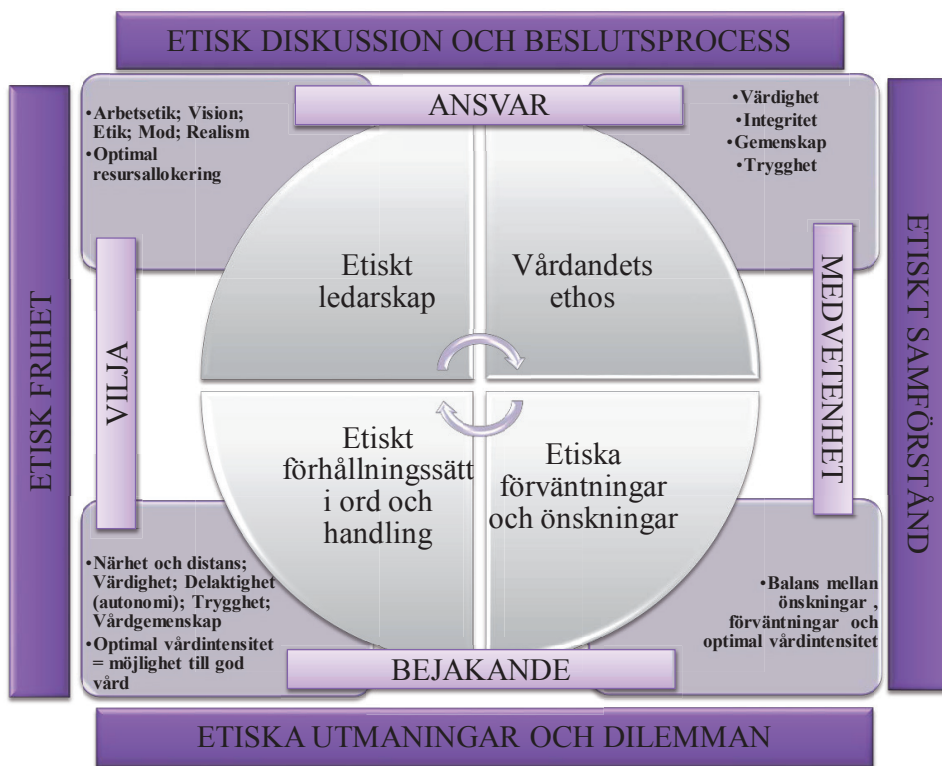 ETISK DISKUSSION OCH BESLUTSPROCESS
ETISK FRIHET
ETISKT SAMFÖRSTÅND
ANSVAR
•Arbetsetik; Vision;
Etik; Mod; Realism
•Optimal
resursallokering
•Värdighet
•Integritet
•Gemenskap
•Trygghet
VILJA
MEDVETENHET
Etiskt
ledarskap
Vårdandets
ethos
Etiskt
förhållningssätt
i ord och
handling
Etiska
förväntningar
och önskningar
•Närhet och distans;
Värdighet; Delaktighet
(autonomi); Trygghet;
Vårdgemenskap
•Optimal vårdintensitet
= möjlighet till god
vård
•Balans mellan
önskningar ,
förväntningar och
optimal vårdintensitet
BEJAKANDE
ETISKA UTMANINGAR OCH DILEMMAN